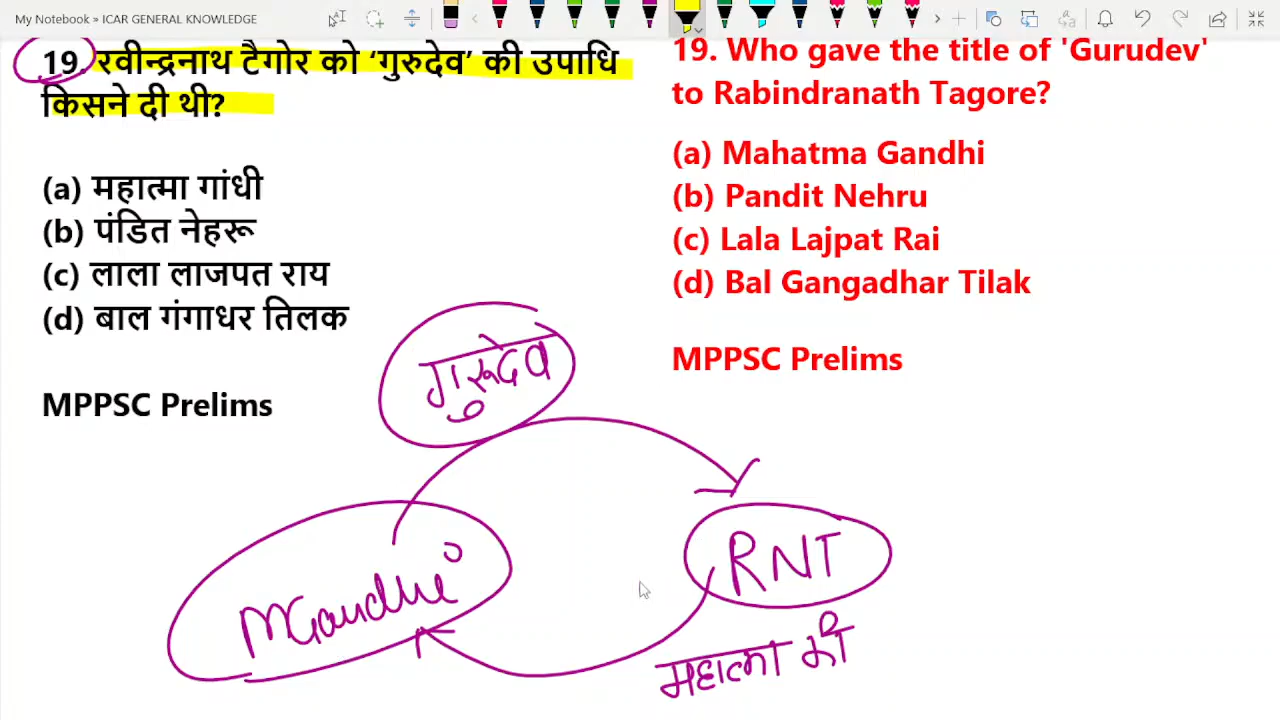 My Notebook » ICAR GENERAL KNOWLEDGE
19. रवीन्द्रनाथ टैगोर को ‘गुरुदेव’ की उपाधि
किसने दी थी?
(a) महात्मा गांधी
(b) पंडित नेहरू
(c) लाला लाजपत राय
(d) बाल गंगाधर तिलक
MPPSC Prelims
19. Who gave the title of 'Gurudev'
to Rabindranath Tagore?
(a) Mahatma Gandhi
(b) Pandit Nehru
(c) Lala Lajpat Rai
(d) Bal Gangadhar Tilak
MPPSC Prelims
गुरूदेव
MGandhi
RNT
महात्मा